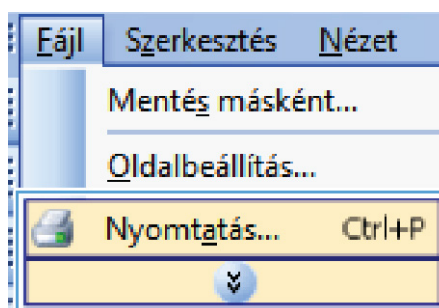 Fájl Szerkesztés Nézet
Mentés másként...
Oldalbeállítás...
Nyomtatás... Ctrl+P